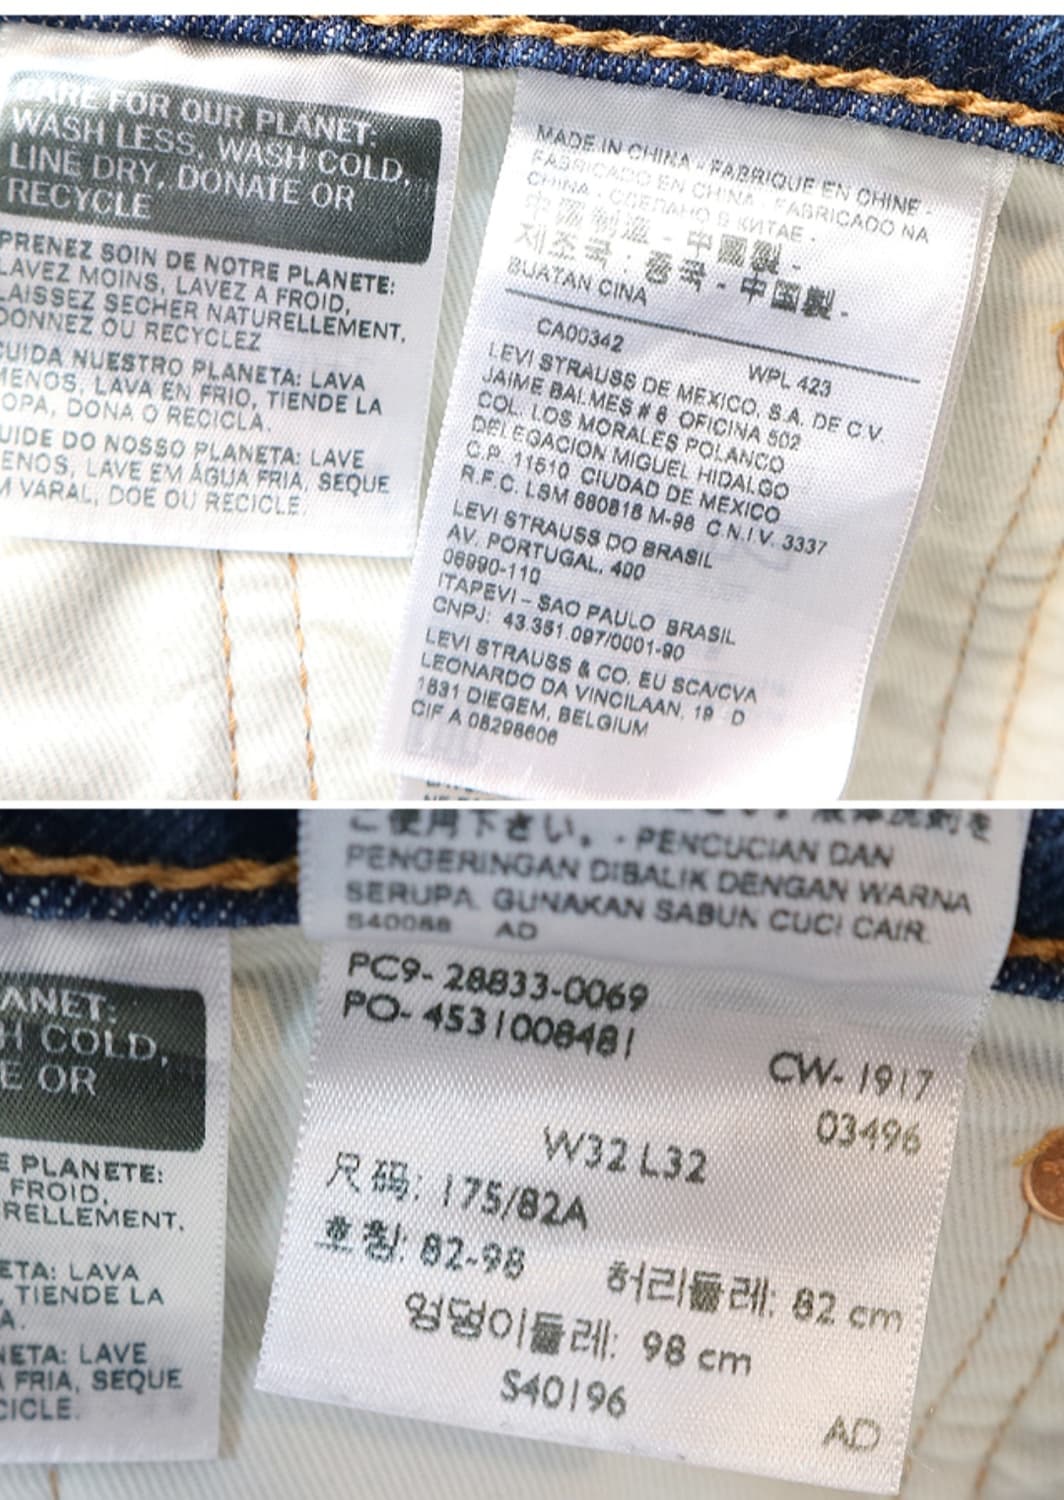 CARE FOR OUR PLANET:
WASH LESS, WASH COLD,
LINE DRY, DONATE OR
RECYCLE
PRENEZ SOIN DE NOTRE PLANETE:
LAVEZ MOINS, LAVEZ A FROID,
LAISSEZ SECHER NATURELLEMENT,
DONNEZ OU RECYCLEZ
CUIDA NUESTRO PLANETA: LAVA
MENOS, LAVA EN FRIO, TIENDE LA
OPA, DONA O RECICLA.
UIDE DO NOSSO PLANETA: LAVE
ENOS, LAVE EM ÁGUA FRIA, SEQUE
M VARAL, DOE OU RECICLE.
MADE IN CHINA - FABRIQUE EN CHINE -
FABRICADO EN CHINA - FABRICADO NA
CHINA - СДЕЛАНО В КИТАЕ -
中国制造 - 中國製 -
제조국 : 중국 - 中国製 -
BUATAN CINA
CA00342 WPL 423
LEVI STRAUSS DE MEXICO, S.A. DE C.V.
JAIME BALMES # 8 OFICINA 502
COL. LOS MORALES POLANCO
DELEGACION MIGUEL HIDALGO
C.P. 11510 CIUDAD DE MEXICO
R.F.C. LSM 680818 M-98 C.N.I.V. 3337
LEVI STRAUSS DO BRASIL
AV. PORTUGAL, 400
06690-110
ITAPEVI – SAO PAULO BRASIL
CNPJ: 43.351.097/0001-90
LEVI STRAUSS & CO. EU SCA/CVA
LEONARDO DA VINCILAAN, 19 D
1831 DIEGEM, BELGIUM
CIF A 08298606
ご使用下さい。 - PENCUCIAN DAN
PENGERINGAN DIBALIK DENGAN WARNA
SERUPA. GUNAKAN SABUN CUCI CAIR.
S40088 AD
PC9- 28833-0069
PO- 4531008481
CW- 1917
03496
W32 L32
尺码: 175/82A
호칭: 82-98
허리둘레: 82 cm
엉덩이둘레: 98 cm
S40196
AD
ANET:
H COLD,
E OR
E PLANETE:
FROID,
RELLEMENT,
ETA: LAVA
, TIENDE LA
A.
NETA: LAVE
A FRIA, SEQUE
CICLE.